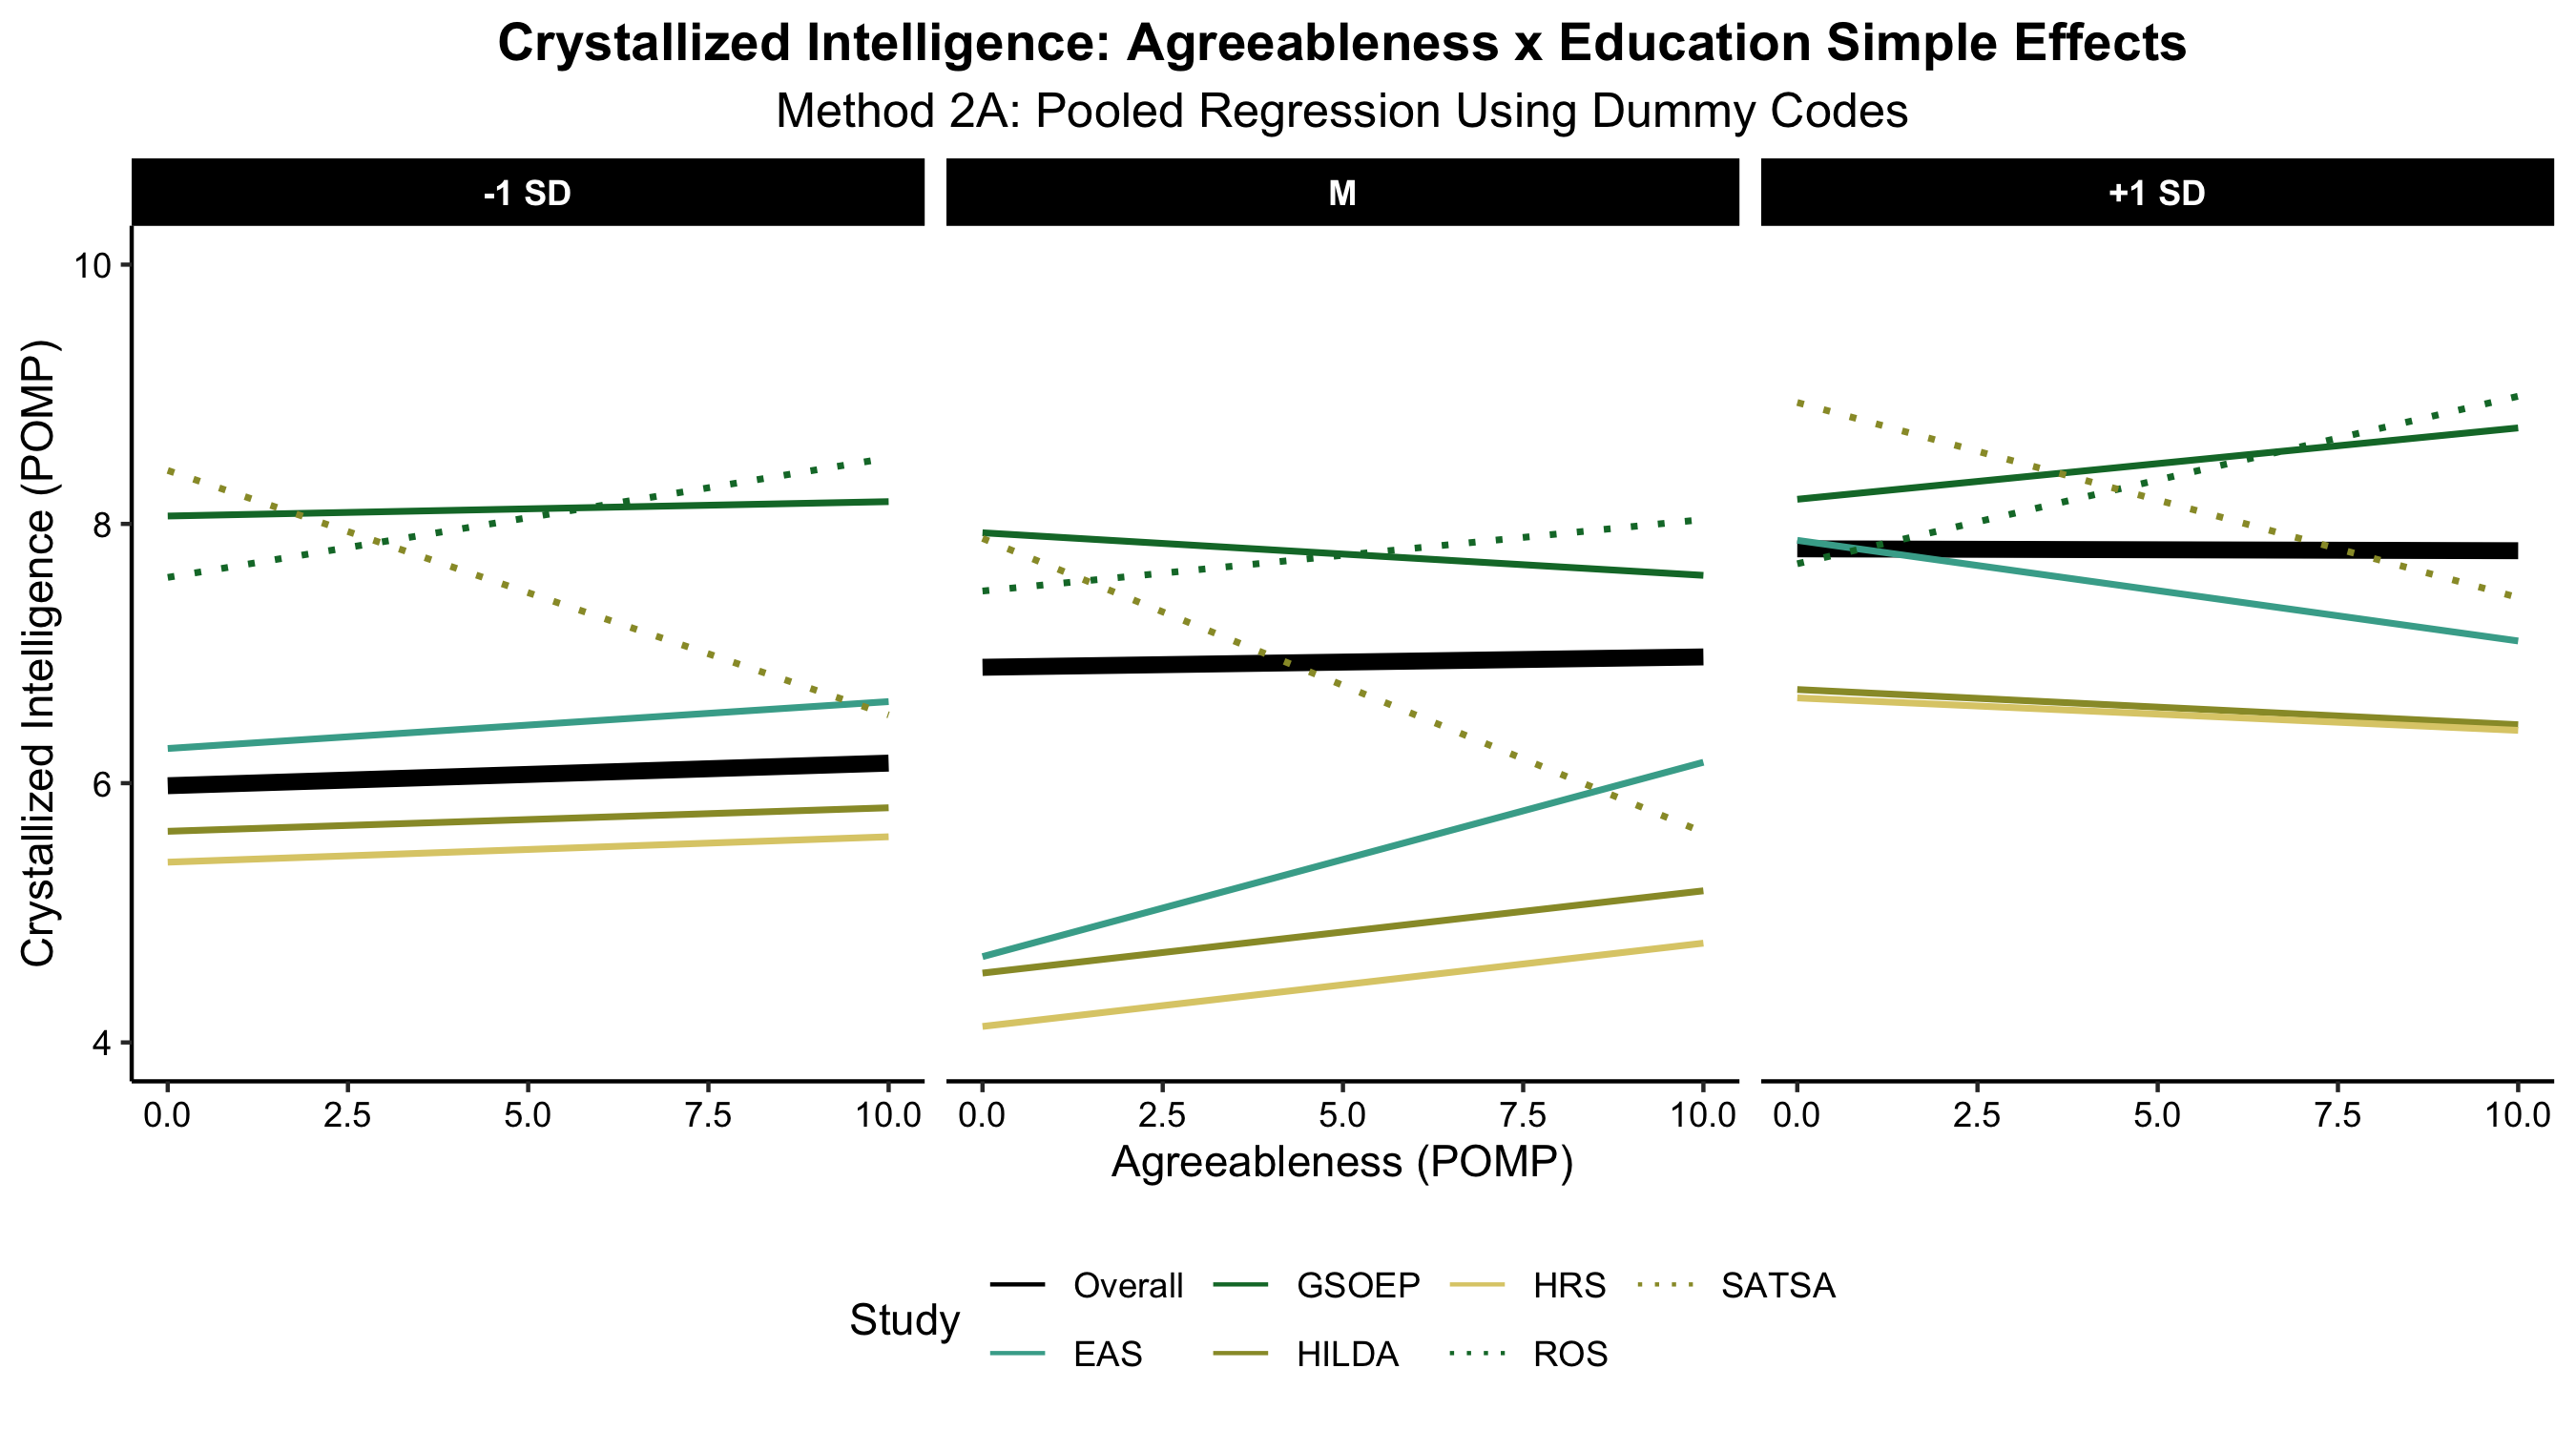 Crystallized Intelligence: Agreeableness x Education Simple Effects
Method 2A: Pooled Regression Using Dummy Codes
-1 SD
M
+1 SD
Crystallized Intelligence (POMP)
10
8
6
4
0.0 2.5 5.0 7.5 10.0
0.0 2.5 5.0 7.5 10.0
0.0 2.5 5.0 7.5 10.0
Agreeableness (POMP)
Study
Overall GSOEP HRS SATSA
EAS HILDA ROS